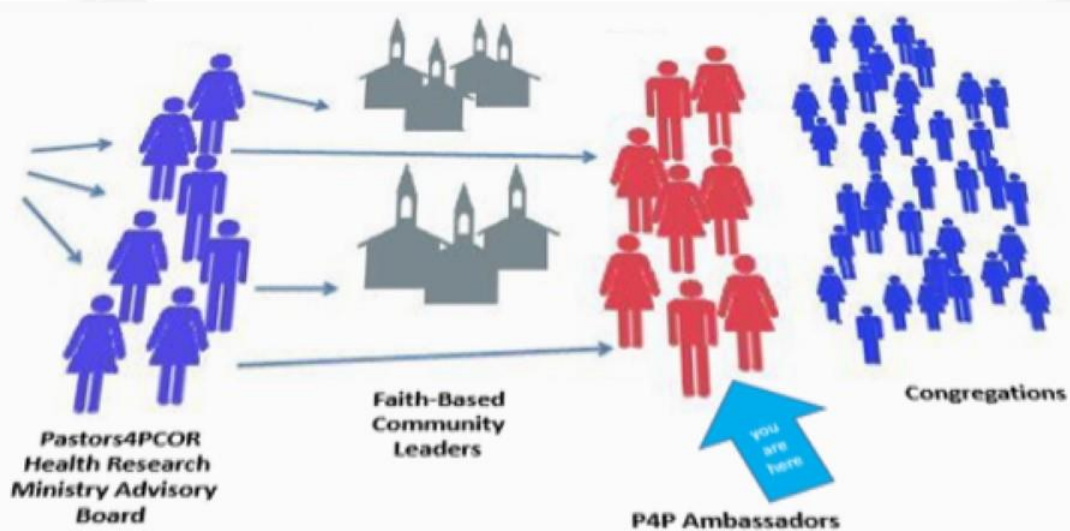 Pastors4PCOR
Health Research
Ministry Advisory
Board
Faith-Based
Community
Leaders
you
are
here
P4P Ambassadors
Congregations